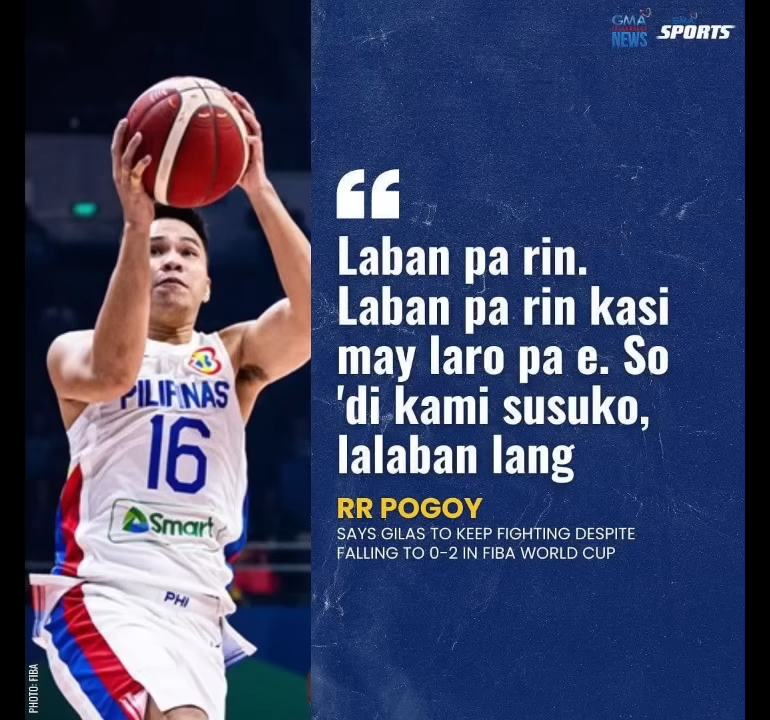 GMA
NEWS
SPORTS
Laban pa rin.
Laban pa rin kasi
may laro pa e. So
'di kami susuko,
lalaban lang
RR POGOY
SAYS GILAS TO KEEP FIGHTING DESPITE
FALLING TO 0-2 IN FIBA WORLD CUP
PILIPINAS
16
Smart
PHI
PHOTO: FIBA